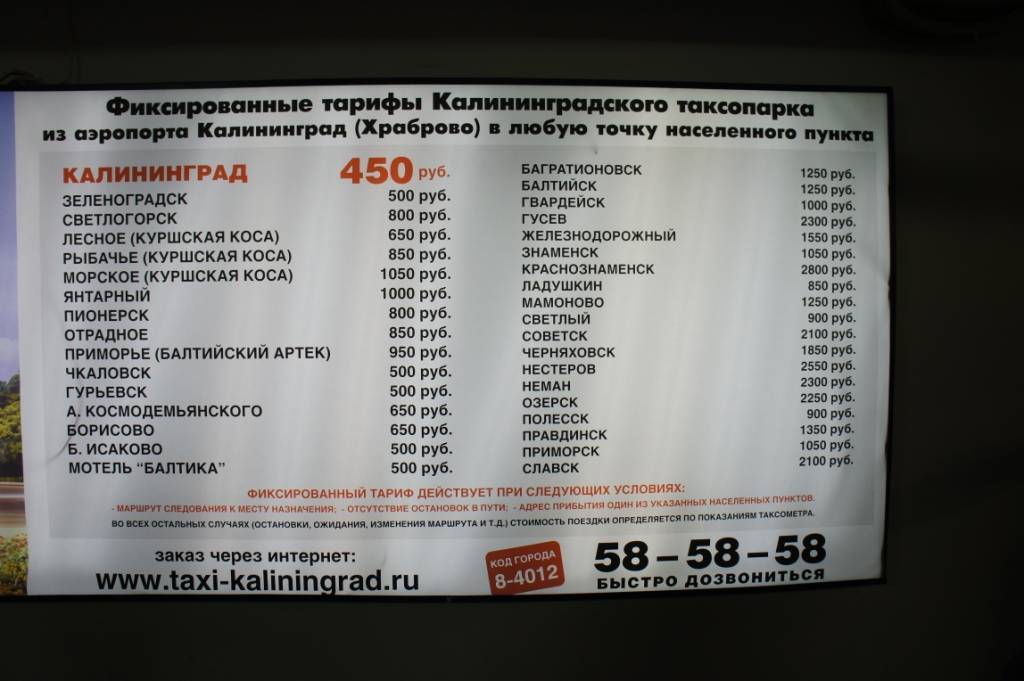 Фиксированные тарифы Калининградского таксопарка
из аэропорта Калининград (Храброво) в любую точку населенного пункта
КАЛИНИНГРАД 450 руб.
ЗЕЛЕНОГРАДСК 500 руб.
СВЕТЛОГОРСК 800 руб.
ЛЕСНОЕ (КУРШСКАЯ КОСА) 650 руб.
РЫБАЧЬЕ (КУРШСКАЯ КОСА) 850 руб.
МОРСКОЕ (КУРШСКАЯ КОСА) 1050 руб.
ЯНТАРНЫЙ 1000 руб.
ПИОНЕРСК 800 руб.
ОТРАДНОЕ 850 руб.
ПРИМОРЬЕ (БАЛТИЙСКИЙ АРТЕК) 950 руб.
ЧКАЛОВСК 500 руб.
ГУРЬЕВСК 500 руб.
А. КОСМОДЕМЬЯНСКОГО 650 руб.
БОРИСОВО 650 руб.
Б. ИСАКОВО 500 руб.
МОТЕЛЬ “БАЛТИКА” 500 руб.
БАГРАТИОНОВСК 1250 руб.
БАЛТИЙСК 1250 руб.
ГВАРДЕЙСК 1000 руб.
ГУСЕВ 2300 руб.
ЖЕЛЕЗНОДОРОЖНЫЙ 1550 руб.
ЗНАМЕНСК 1050 руб.
КРАСНОЗНАМЕНСК 2800 руб.
ЛАДУШКИН 850 руб.
МАМОНОВО 1250 руб.
СВЕТЛЫЙ 900 руб.
СОВЕТСК 2100 руб.
ЧЕРНЯХОВСК 1850 руб.
НЕСТЕРОВ 2550 руб.
НЕМАН 2300 руб.
ОЗЕРСК 2250 руб.
ПОЛЕССК 900 руб.
ПРАВДИНСК 1350 руб.
ПРИМОРСК 1050 руб.
СЛАВСК 2100 руб.
ФИКСИРОВАННЫЙ ТАРИФ ДЕЙСТВУЕТ ПРИ СЛЕДУЮЩИХ УСЛОВИЯХ:
- МАРШРУТ СЛЕДОВАНИЯ К МЕСТУ НАЗНАЧЕНИЯ; - ОТСУТСТВИЕ ОСТАНОВОК В ПУТИ; - АДРЕС ПРИБЫТИЯ ОДИН ИЗ УКАЗАННЫХ НАСЕЛЕННЫХ ПУНКТОВ.
ВО ВСЕХ ОСТАЛЬНЫХ СЛУЧАЯХ (ОСТАНОВКИ, ОЖИДАНИЯ, ИЗМЕНЕНИЯ МАРШРУТА И Т.Д.) СТОИМОСТЬ ПОЕЗДКИ ОПРЕДЕЛЯЕТСЯ ПО ПОКАЗАНИЯМ ТАКСОМЕТРА.
заказ через интернет:
www.taxi-kaliningrad.ru
КОД ГОРОДА
8-4012
58–58–58
БЫСТРО ДОЗВОНИТЬСЯ